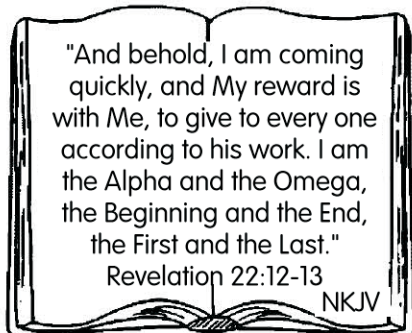 "And behold, I am coming
quickly, and My reward is
with Me, to give to every one
according to his work. I am
the Alpha and the Omega,
the Beginning and the End,
the First and the Last."
Revelation 22:12-13
NKJV